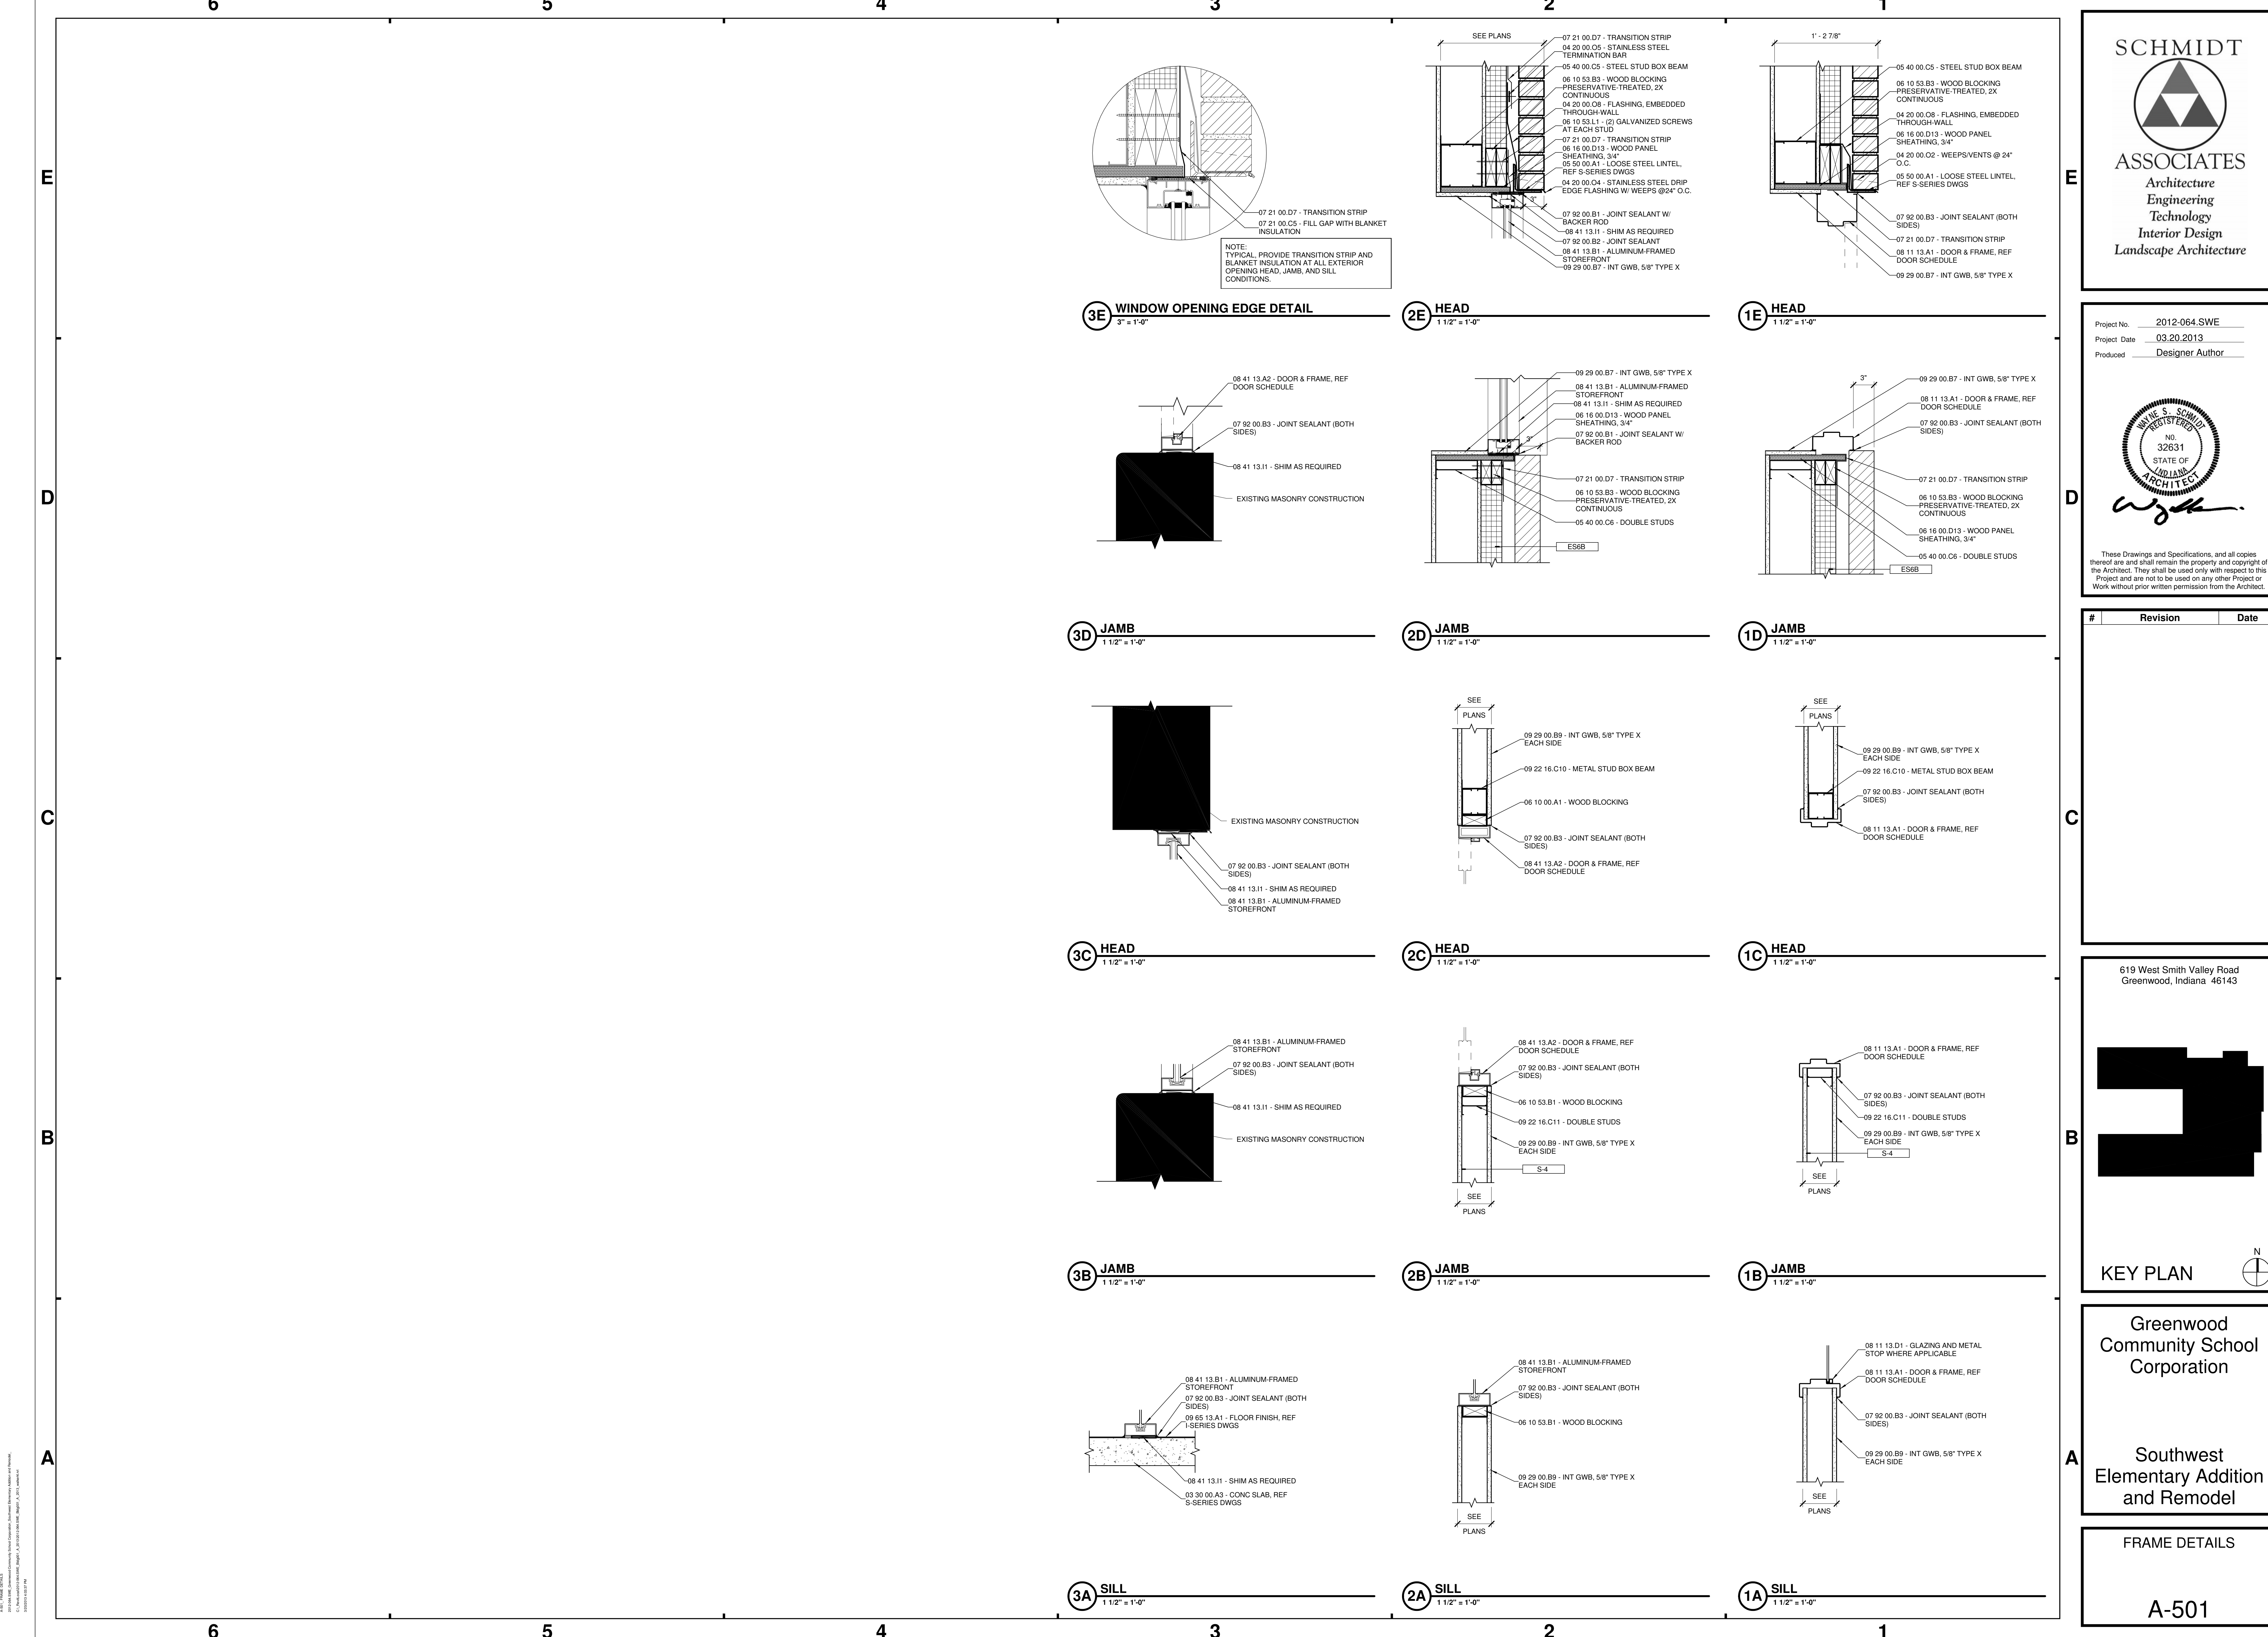 6
5
4
3
2
1
E
E
D
D
C
C
B
B
A
A
6
5
4
3
2
1
07 21 00.D7 - TRANSITION STRIP
07 21 00.C5 - FILL GAP WITH BLANKET
INSULATION
NOTE:
TYPICAL, PROVIDE TRANSITION STRIP AND
BLANKET INSULATION AT ALL EXTERIOR
OPENING HEAD, JAMB, AND SILL
CONDITIONS.
3E
WINDOW OPENING EDGE DETAIL
3" = 1'-0"
SEE PLANS
07 21 00.D7 - TRANSITION STRIP
04 20 00.O5 - STAINLESS STEEL
TERMINATION BAR
05 40 00.C5 - STEEL STUD BOX BEAM
06 10 53.B3 - WOOD BLOCKING
PRESERVATIVE-TREATED, 2X
CONTINUOUS
04 20 00.O8 - FLASHING, EMBEDDED
THROUGH-WALL
06 10 53.L1 - (2) GALVANIZED SCREWS
AT EACH STUD
07 21 00.D7 - TRANSITION STRIP
06 16 00.D13 - WOOD PANEL
SHEATHING, 3/4"
05 50 00.A1 - LOOSE STEEL LINTEL,
REF S-SERIES DWGS
04 20 00.O4 - STAINLESS STEEL DRIP
EDGE FLASHING W/ WEEPS @24" O.C.
3"
07 92 00.B1 - JOINT SEALANT W/
BACKER ROD
08 41 13.I1 - SHIM AS REQUIRED
07 92 00.B2 - JOINT SEALANT
08 41 13.B1 - ALUMINUM-FRAMED
STOREFRONT
09 29 00.B7 - INT GWB, 5/8" TYPE X
2E
HEAD
1 1/2" = 1'-0"
1' - 2 7/8"
05 40 00.C5 - STEEL STUD BOX BEAM
06 10 53.B3 - WOOD BLOCKING
PRESERVATIVE-TREATED, 2X
CONTINUOUS
04 20 00.O8 - FLASHING, EMBEDDED
THROUGH-WALL
06 16 00.D13 - WOOD PANEL
SHEATHING, 3/4"
04 20 00.O2 - WEEPS/VENTS @ 24"
O.C.
05 50 00.A1 - LOOSE STEEL LINTEL,
REF S-SERIES DWGS
07 92 00.B3 - JOINT SEALANT (BOTH
SIDES)
07 21 00.D7 - TRANSITION STRIP
08 11 13.A1 - DOOR & FRAME, REF
DOOR SCHEDULE
09 29 00.B7 - INT GWB, 5/8" TYPE X
1E
HEAD
1 1/2" = 1'-0"
08 41 13.A2 - DOOR & FRAME, REF
DOOR SCHEDULE
07 92 00.B3 - JOINT SEALANT (BOTH
SIDES)
08 41 13.I1 - SHIM AS REQUIRED
EXISTING MASONRY CONSTRUCTION
3D
JAMB
1 1/2" = 1'-0"
09 29 00.B7 - INT GWB, 5/8" TYPE X
08 41 13.B1 - ALUMINUM-FRAMED
STOREFRONT
08 41 13.I1 - SHIM AS REQUIRED
06 16 00.D13 - WOOD PANEL
SHEATHING, 3/4"
07 92 00.B1 - JOINT SEALANT W/
BACKER ROD
3"
07 21 00.D7 - TRANSITION STRIP
06 10 53.B3 - WOOD BLOCKING
PRESERVATIVE-TREATED, 2X
CONTINUOUS
05 40 00.C6 - DOUBLE STUDS
ES6B
2D
JAMB
1 1/2" = 1'-0"
3"
09 29 00.B7 - INT GWB, 5/8" TYPE X
08 11 13.A1 - DOOR & FRAME, REF
DOOR SCHEDULE
07 92 00.B3 - JOINT SEALANT (BOTH
SIDES)
07 21 00.D7 - TRANSITION STRIP
06 10 53.B3 - WOOD BLOCKING
PRESERVATIVE-TREATED, 2X
CONTINUOUS
06 16 00.D13 - WOOD PANEL
SHEATHING, 3/4"
05 40 00.C6 - DOUBLE STUDS
ES6B
1D
JAMB
1 1/2" = 1'-0"
EXISTING MASONRY CONSTRUCTION
07 92 00.B3 - JOINT SEALANT (BOTH
SIDES)
08 41 13.I1 - SHIM AS REQUIRED
08 41 13.B1 - ALUMINUM-FRAMED
STOREFRONT
3C
HEAD
1 1/2" = 1'-0"
SEE
PLANS
09 29 00.B9 - INT GWB, 5/8" TYPE X
EACH SIDE
09 22 16.C10 - METAL STUD BOX BEAM
06 10 00.A1 - WOOD BLOCKING
07 92 00.B3 - JOINT SEALANT (BOTH
SIDES)
08 41 13.A2 - DOOR & FRAME, REF
DOOR SCHEDULE
2C
HEAD
1 1/2" = 1'-0"
SEE
PLANS
09 29 00.B9 - INT GWB, 5/8" TYPE X
EACH SIDE
09 22 16.C10 - METAL STUD BOX BEAM
07 92 00.B3 - JOINT SEALANT (BOTH
SIDES)
08 11 13.A1 - DOOR & FRAME, REF
DOOR SCHEDULE
1C
HEAD
1 1/2" = 1'-0"
08 41 13.B1 - ALUMINUM-FRAMED
STOREFRONT
07 92 00.B3 - JOINT SEALANT (BOTH
SIDES)
08 41 13.I1 - SHIM AS REQUIRED
EXISTING MASONRY CONSTRUCTION
3B
JAMB
1 1/2" = 1'-0"
08 41 13.A2 - DOOR & FRAME, REF
DOOR SCHEDULE
07 92 00.B3 - JOINT SEALANT (BOTH
SIDES)
06 10 53.B1 - WOOD BLOCKING
09 22 16.C11 - DOUBLE STUDS
09 29 00.B9 - INT GWB, 5/8" TYPE X
EACH SIDE
S-4
SEE
PLANS
2B
JAMB
1 1/2" = 1'-0"
08 11 13.A1 - DOOR & FRAME, REF
DOOR SCHEDULE
07 92 00.B3 - JOINT SEALANT (BOTH
SIDES)
09 22 16.C11 - DOUBLE STUDS
09 29 00.B9 - INT GWB, 5/8" TYPE X
EACH SIDE
S-4
SEE
PLANS
1B
JAMB
1 1/2" = 1'-0"
08 41 13.B1 - ALUMINUM-FRAMED
STOREFRONT
07 92 00.B3 - JOINT SEALANT (BOTH
SIDES)
09 65 13.A1 - FLOOR FINISH, REF
I-SERIES DWGS
08 41 13.I1 - SHIM AS REQUIRED
03 30 00.A3 - CONC SLAB, REF
S-SERIES DWGS
3A
SILL
1 1/2" = 1'-0"
08 41 13.B1 - ALUMINUM-FRAMED
STOREFRONT
07 92 00.B3 - JOINT SEALANT (BOTH
SIDES)
06 10 53.B1 - WOOD BLOCKING
09 29 00.B9 - INT GWB, 5/8" TYPE X
EACH SIDE
SEE
PLANS
2A
SILL
1 1/2" = 1'-0"
08 11 13.D1 - GLAZING AND METAL
STOP WHERE APPLICABLE
08 11 13.A1 - DOOR & FRAME, REF
DOOR SCHEDULE
07 92 00.B3 - JOINT SEALANT (BOTH
SIDES)
09 29 00.B9 - INT GWB, 5/8" TYPE X
EACH SIDE
SEE
PLANS
1A
SILL
1 1/2" = 1'-0"
SCHMIDT
ASSOCIATES
Architecture
Engineering
Technology
Interior Design
Landscape Architecture
Project No. 2012-064.SWE
Project Date 03.20.2013
Produced Designer Author
WAYNE S. SCHMIDT
REGISTERED
NO.
32631
STATE OF
INDIANA
ARCHITECT
These Drawings and Specifications, and all copies
thereof are and shall remain the property and copyright of
the Architect. They shall be used only with respect to this
Project and are not to be used on any other Project or
Work without prior written permission from the Architect.
# Revision Date
619 West Smith Valley Road
Greenwood, Indiana 46143
KEY PLAN
N
Greenwood
Community School
Corporation
Southwest
Elementary Addition
and Remodel
FRAME DETAILS
A-501